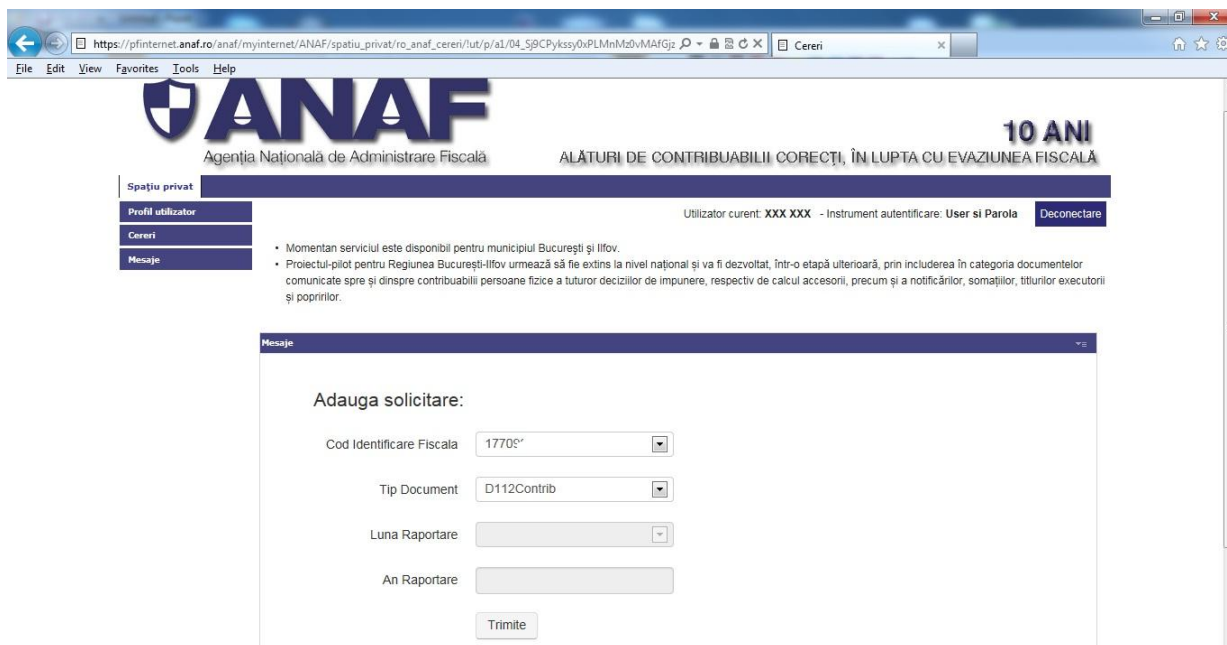 https://pfinternet.anaf.ro/anaf/myinternet/ANAF/spatiu_privat/ro_anaf_cereri/!ut/p/a1/04_Sj9CPykssy0xPLMnMz0vMAfGjz
Cereri
File Edit View Favorites Tools Help
ANAF
10 ANI
Agenția Națională de Administrare Fiscală
ALĂTURI DE CONTRIBUABILII CORECȚI, ÎN LUPTA CU EVAZIUNEA FISCALĂ
Spațiu privat
Profil utilizator
Utilizator curent: XXX XXX - Instrument autentificare: User si Parola
Deconectare
Cereri
Mesaje
• Momentan serviciul este disponibil pentru municipiul București și Ilfov.
• Proiectul-pilot pentru Regiunea București-Ilfov urmează să fie extins la nivel național și va fi dezvoltat, într-o etapă ulterioară, prin includerea în categoria documentelor
comunicate spre și dinspre contribuabilii persoane fizice a tuturor deciziilor de impunere, respectiv de calcul accesorii, precum și a notificărilor, somațiilor, titlurilor executorii
și popririlor.
Mesaje
Adauga solicitare:
Cod Identificare Fiscala
Tip Document D112Contrib
Luna Raportare
An Raportare
Trimite